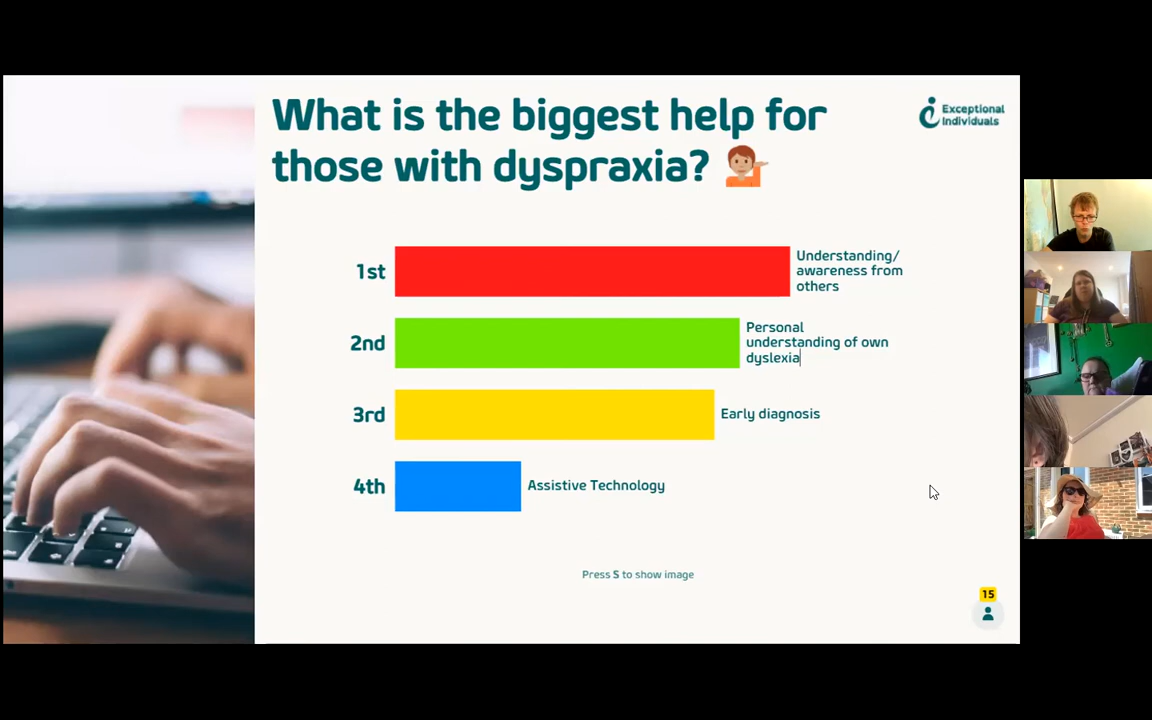 What is the biggest help for
those with dyspraxia?
Exceptional
Individuals
1st
Understanding/
awareness from
others
2nd
Personal
understanding of own
dyslexia
3rd
Early diagnosis
4th
Assistive Technology
Press S to show image
15